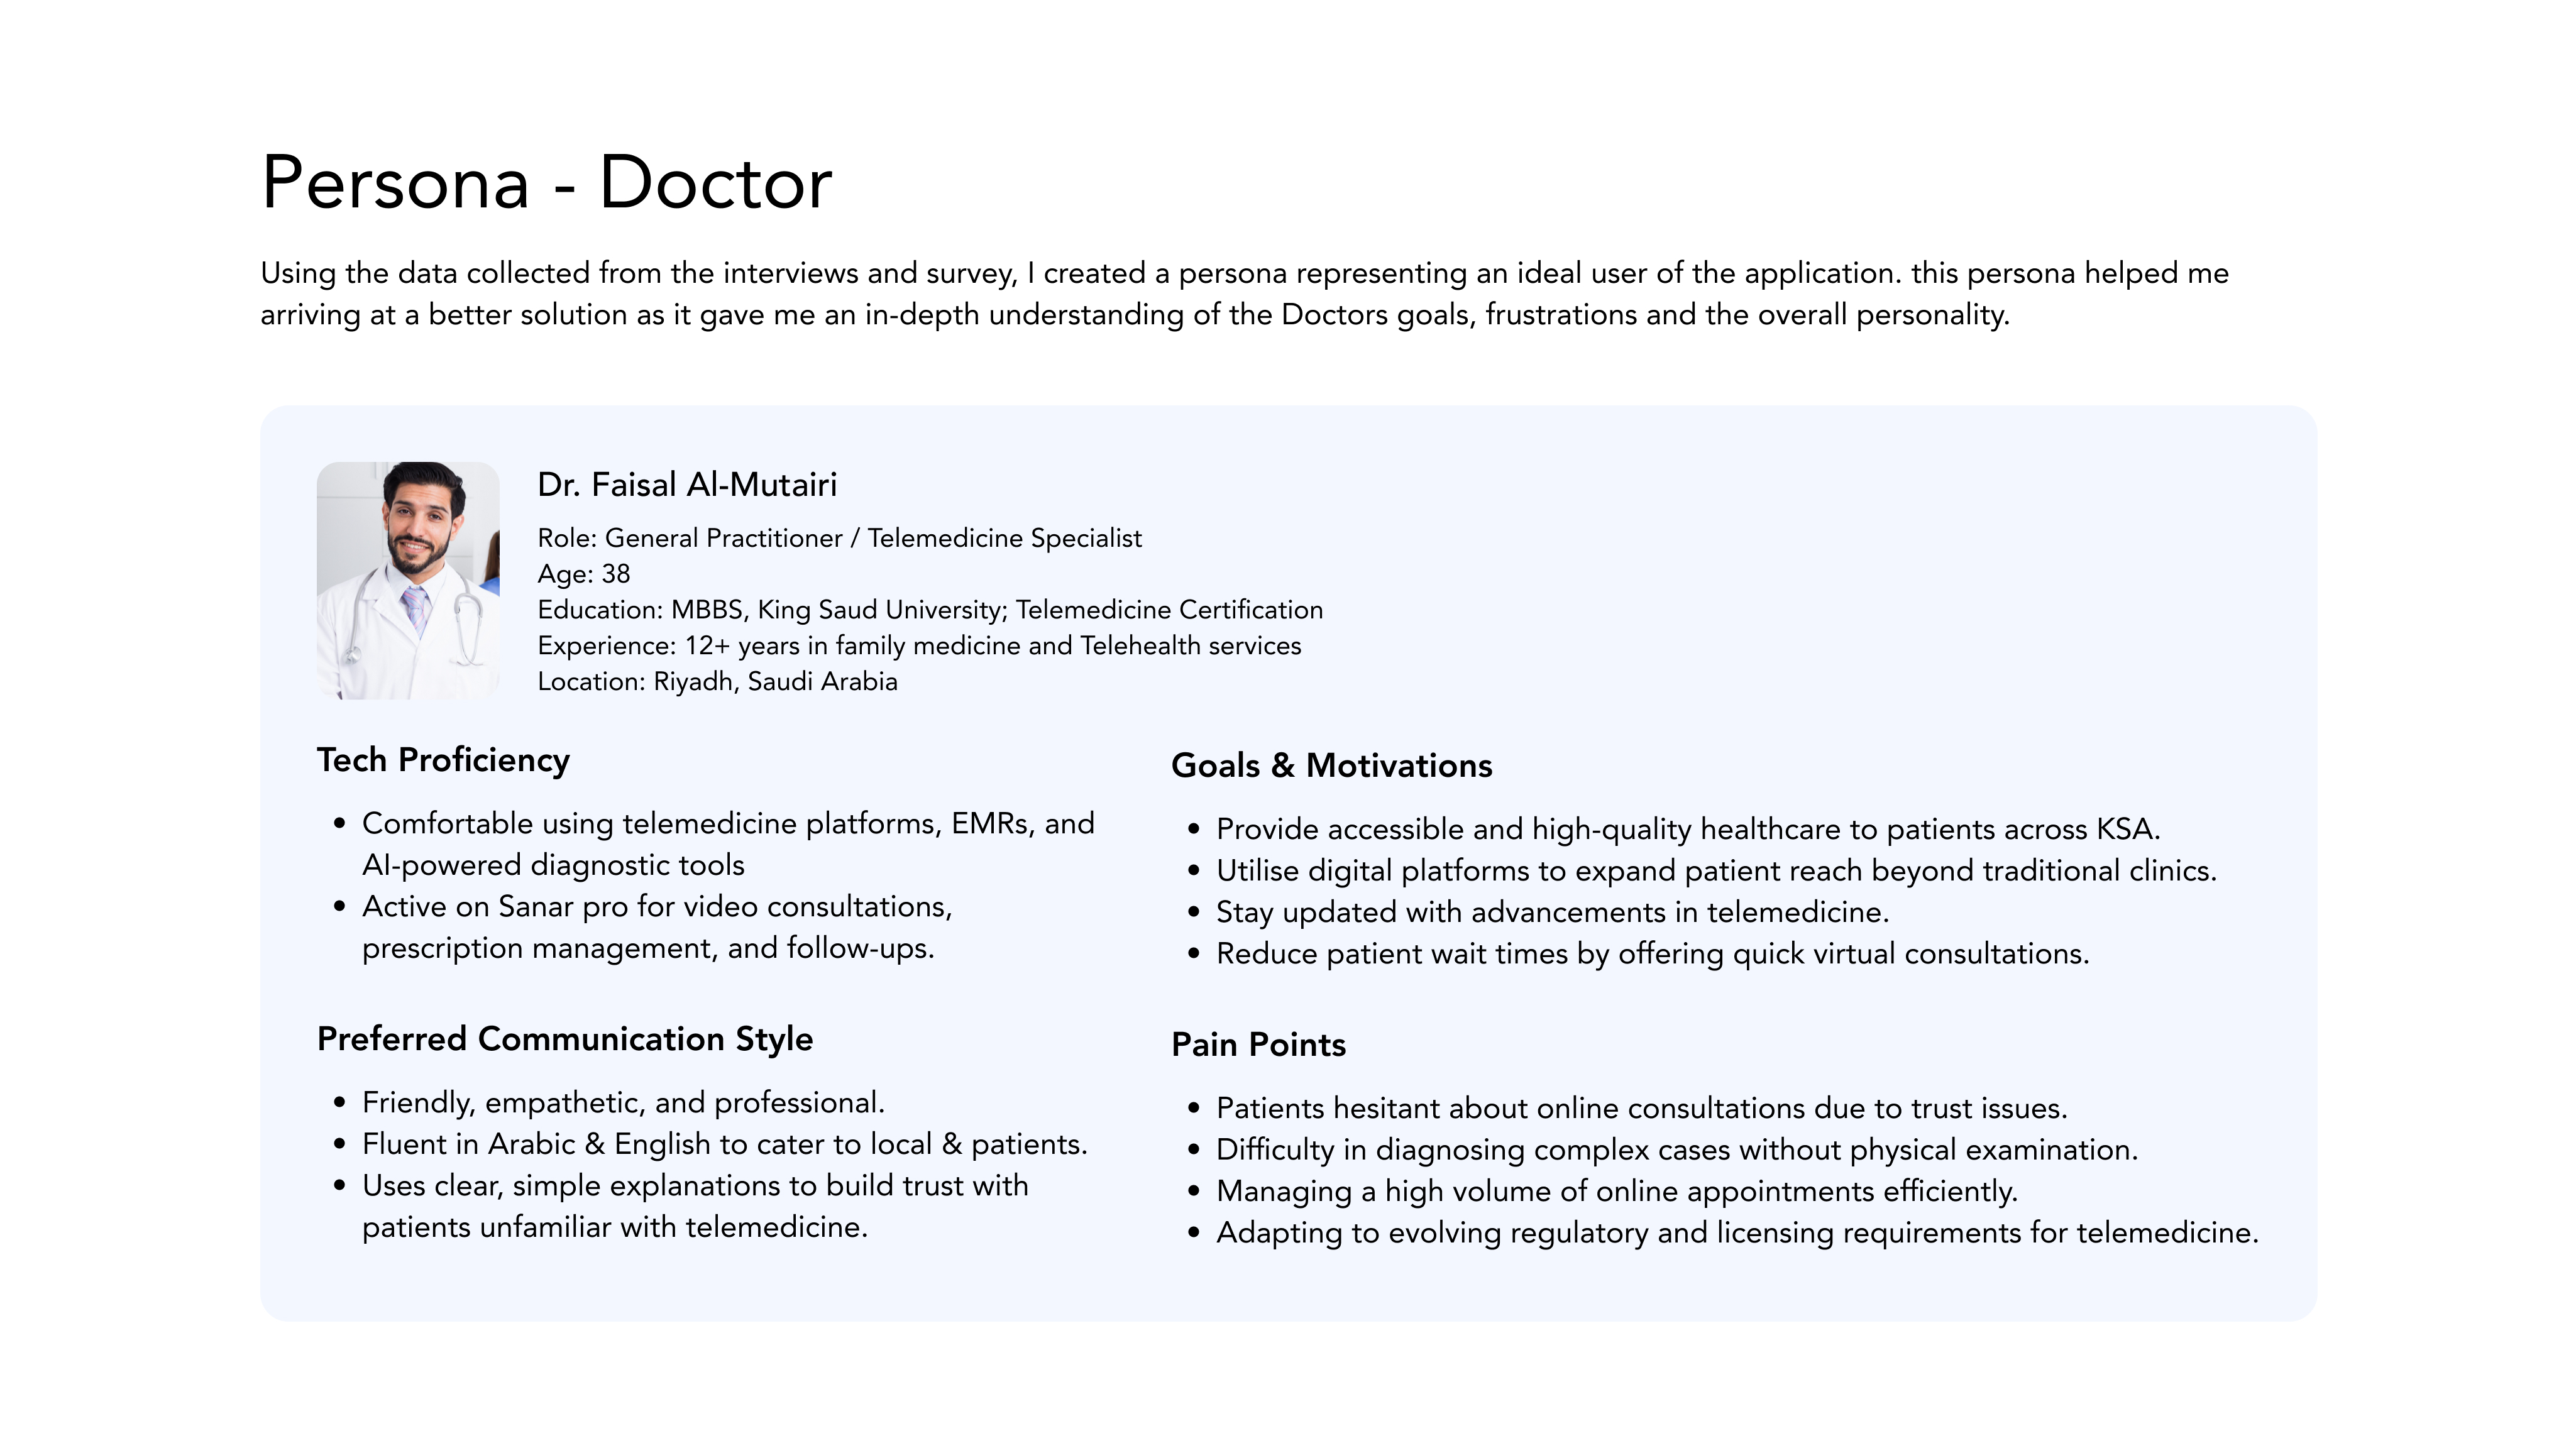 Persona - Doctor
Using the data collected from the interviews and survey, I created a persona representing an ideal user of the application. this persona helped me
arriving at a better solution as it gave me an in-depth understanding of the Doctors goals, frustrations and the overall personality.
Dr. Faisal Al-Mutairi
Role: General Practitioner / Telemedicine Specialist
Age: 38
Education: MBBS, King Saud University; Telemedicine Certification
Experience: 12+ years in family medicine and Telehealth services
Location: Riyadh, Saudi Arabia
Tech Proficiency
• Comfortable using telemedicine platforms, EMRs, and
AI-powered diagnostic tools
• Active on Sanar pro for video consultations,
prescription management, and follow-ups.
Preferred Communication Style
• Friendly, empathetic, and professional.
• Fluent in Arabic & English to cater to local & patients.
• Uses clear, simple explanations to build trust with
patients unfamiliar with telemedicine.
Goals & Motivations
• Provide accessible and high-quality healthcare to patients across KSA.
• Utilise digital platforms to expand patient reach beyond traditional clinics.
• Stay updated with advancements in telemedicine.
• Reduce patient wait times by offering quick virtual consultations.
Pain Points
• Patients hesitant about online consultations due to trust issues.
• Difficulty in diagnosing complex cases without physical examination.
• Managing a high volume of online appointments efficiently.
• Adapting to evolving regulatory and licensing requirements for telemedicine.